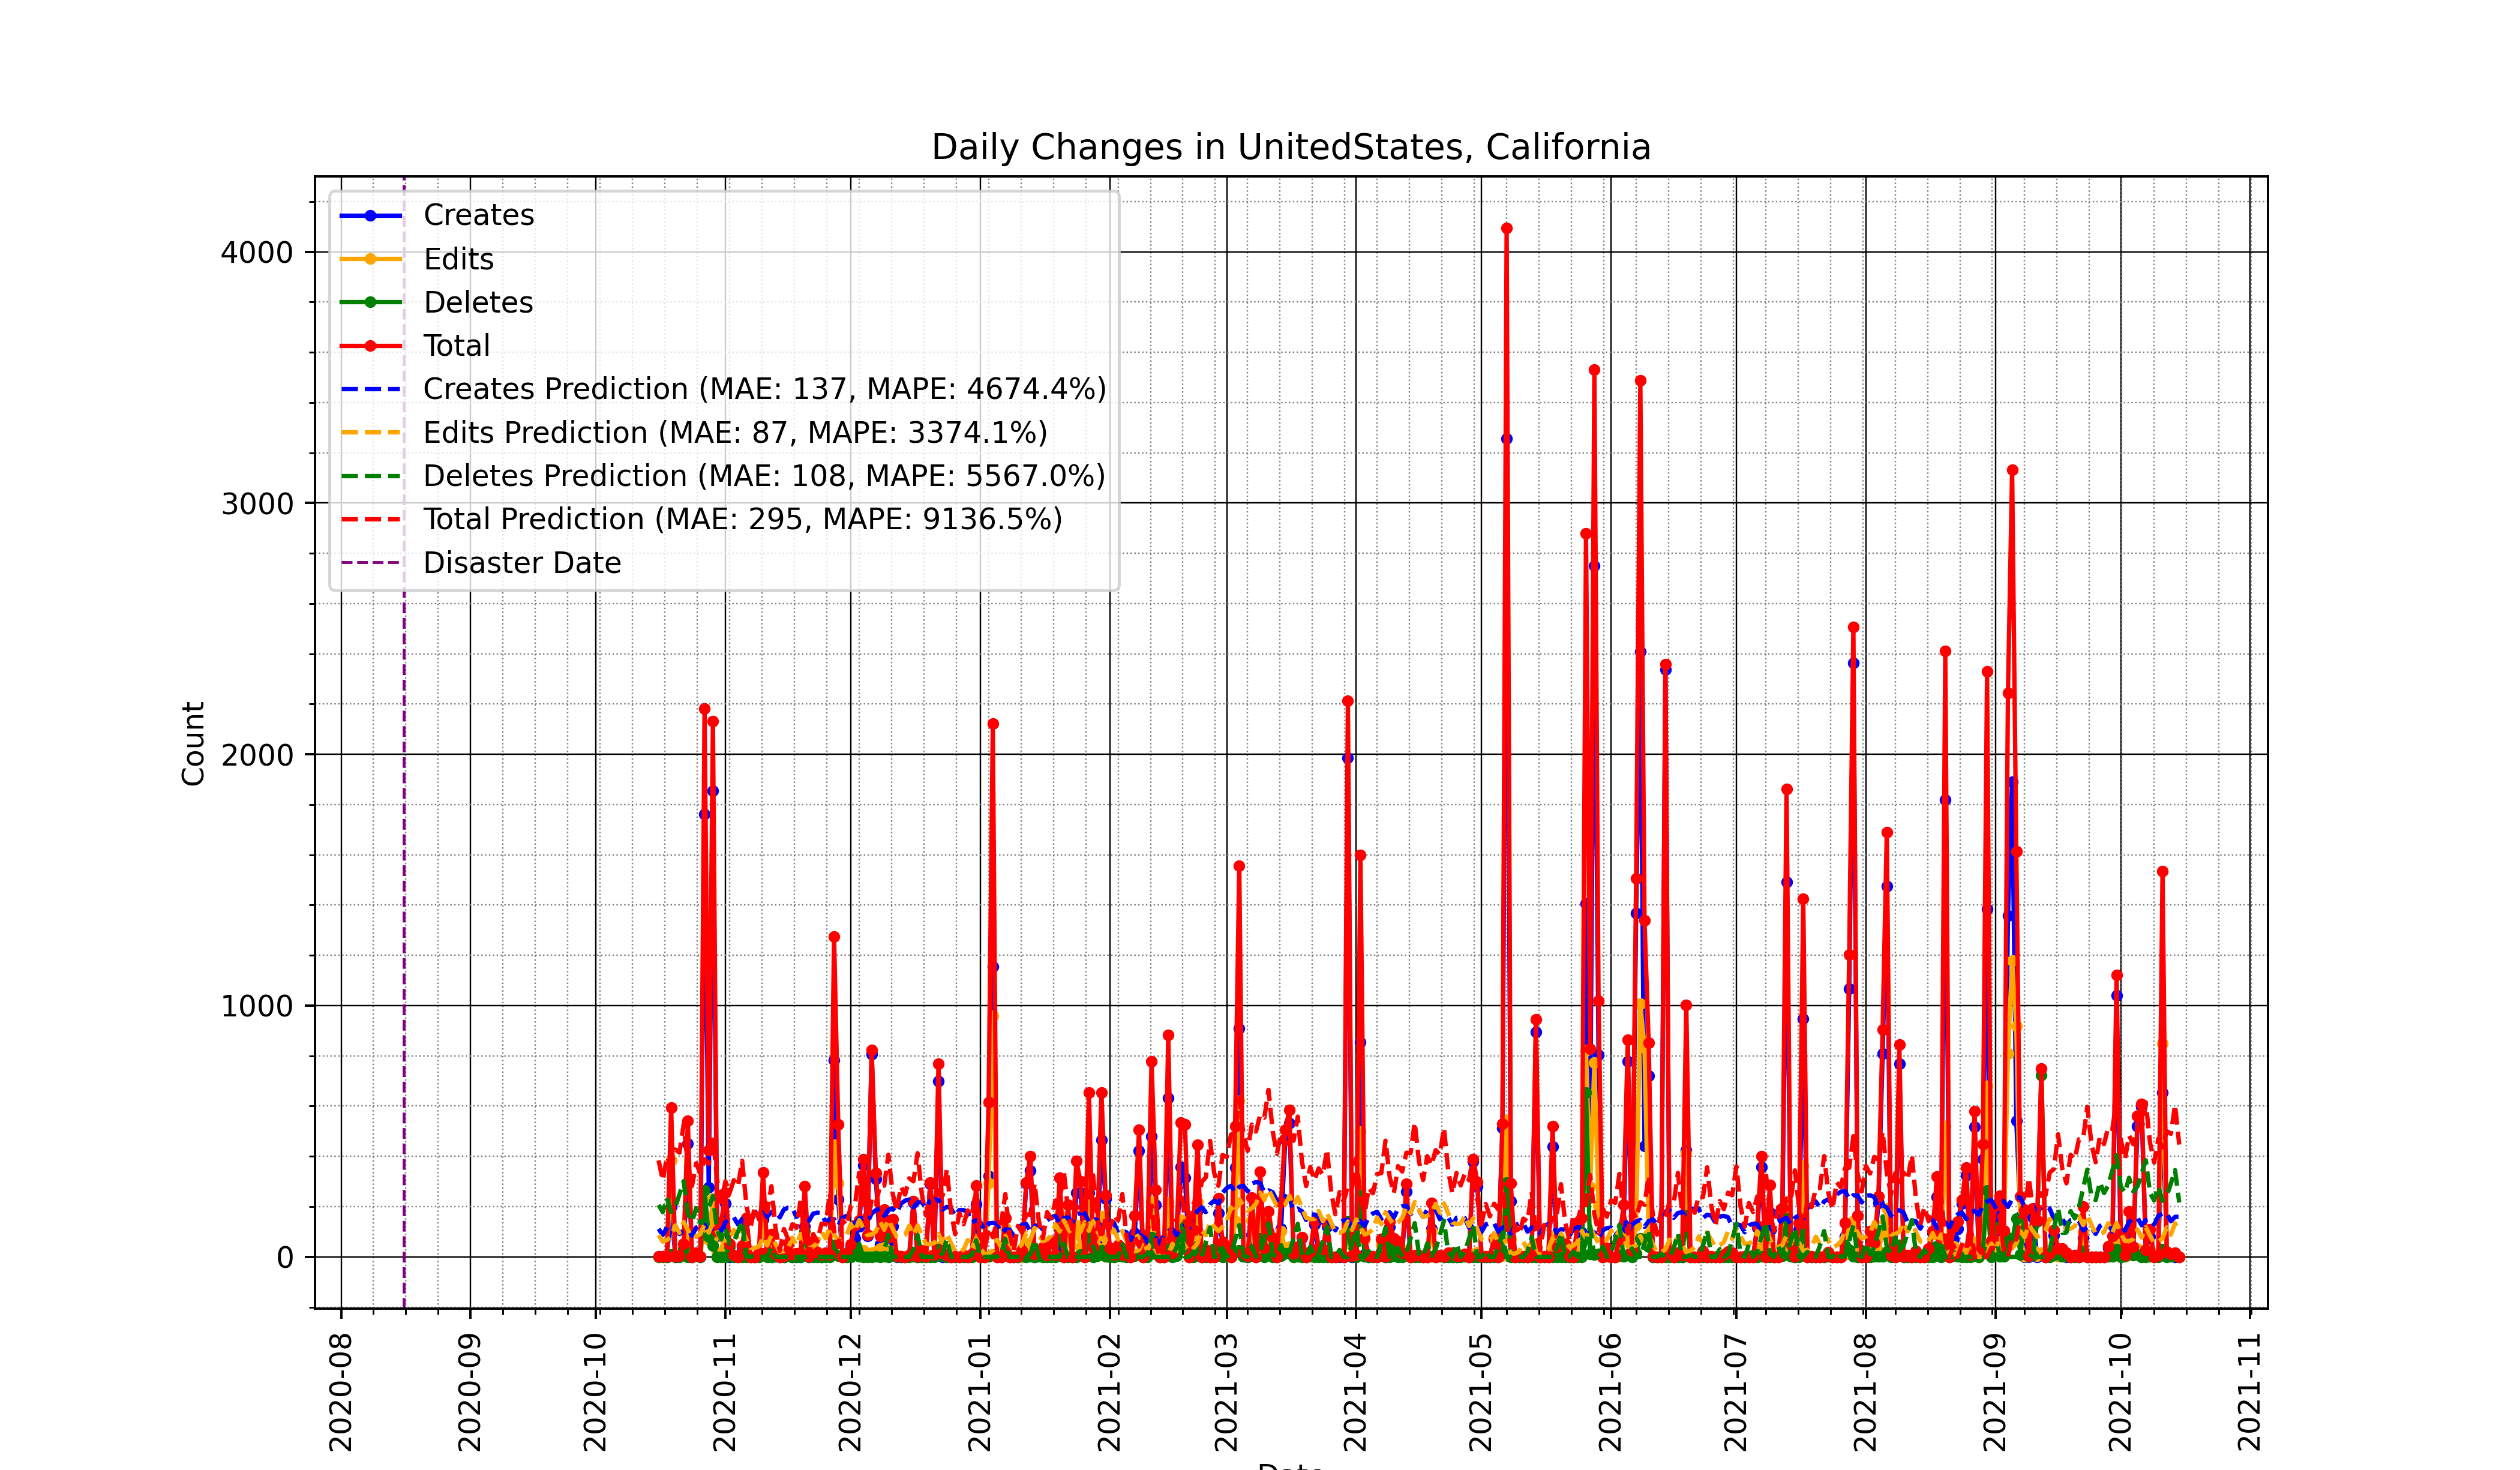 Daily Changes in UnitedStates, California
Creates
Edits
Deletes
Total
Creates Prediction (MAE: 137, MAPE: 4674.4%)
Edits Prediction (MAE: 87, MAPE: 3374.1%)
Deletes Prediction (MAE: 108, MAPE: 5567.0%)
Total Prediction (MAE: 295, MAPE: 9136.5%)
Disaster Date
4000
3000
2000
1000
0
Count
2020-08
2020-09
2020-10
2020-11
2020-12
2021-01
2021-02
2021-03
2021-04
2021-05
2021-06
2021-07
2021-08
2021-09
2021-10
2021-11
Date